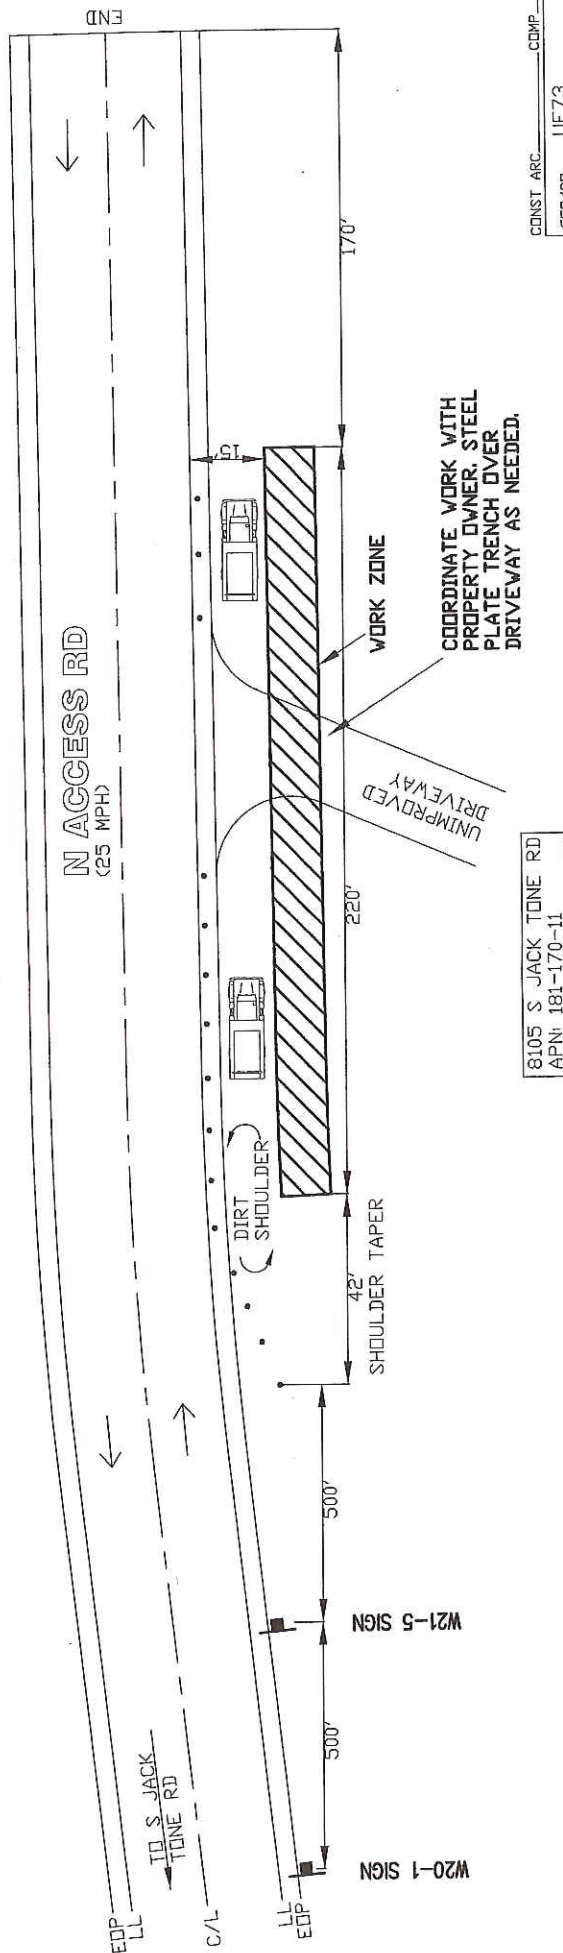 END
CONST ARC____COMP
UF73
170'
15'
N ACCESS RD
(25 MPH)
WORK ZONE
COORDINATE WORK WITH
PROPERTY OWNER. STEEL
PLATE TRENCH OVER
DRIVEWAY AS NEEDED.
UNIMPROVED
DRIVEWAY
220'
8105 S JACK TONE RD
APN: 181-170-11
DIRT
SHOULDER
42'
SHOULDER TAPER
500'
W21-5 SIGN
500'
W20-1 SIGN
TO S JACK
TONE RD
EOP
LL
C/L
LL
EOP